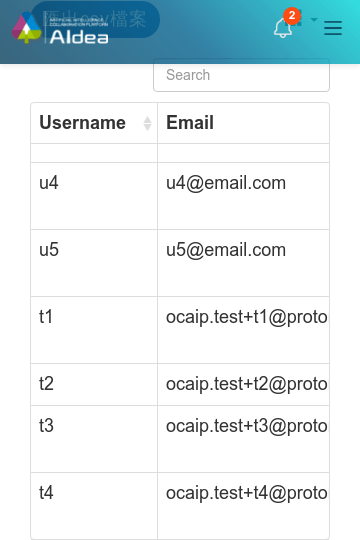 匯出csv檔案
ARTIFICIAL INTELLIGENCE
COLLABORATION PLATFORM
AIdea
2
Search
Username Email
u4 u4@email.com
u5 u5@email.com
t1 ocaip.test+t1@proto
t2 ocaip.test+t2@proto
t3 ocaip.test+t3@proto
t4 ocaip.test+t4@proto